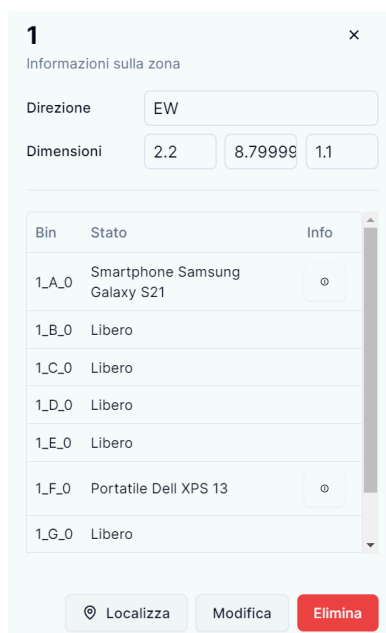 1
Informazioni sulla zona
Direzione EW
Dimensioni 2.2 8.79999 1.1
Bin Stato Info
1_A_0 Smartphone Samsung
Galaxy S21
1_B_0 Libero
1_C_0 Libero
1_D_0 Libero
1_E_0 Libero
1_F_0 Portatile Dell XPS 13
1_G_0 Libero
Localizza Modifica Elimina